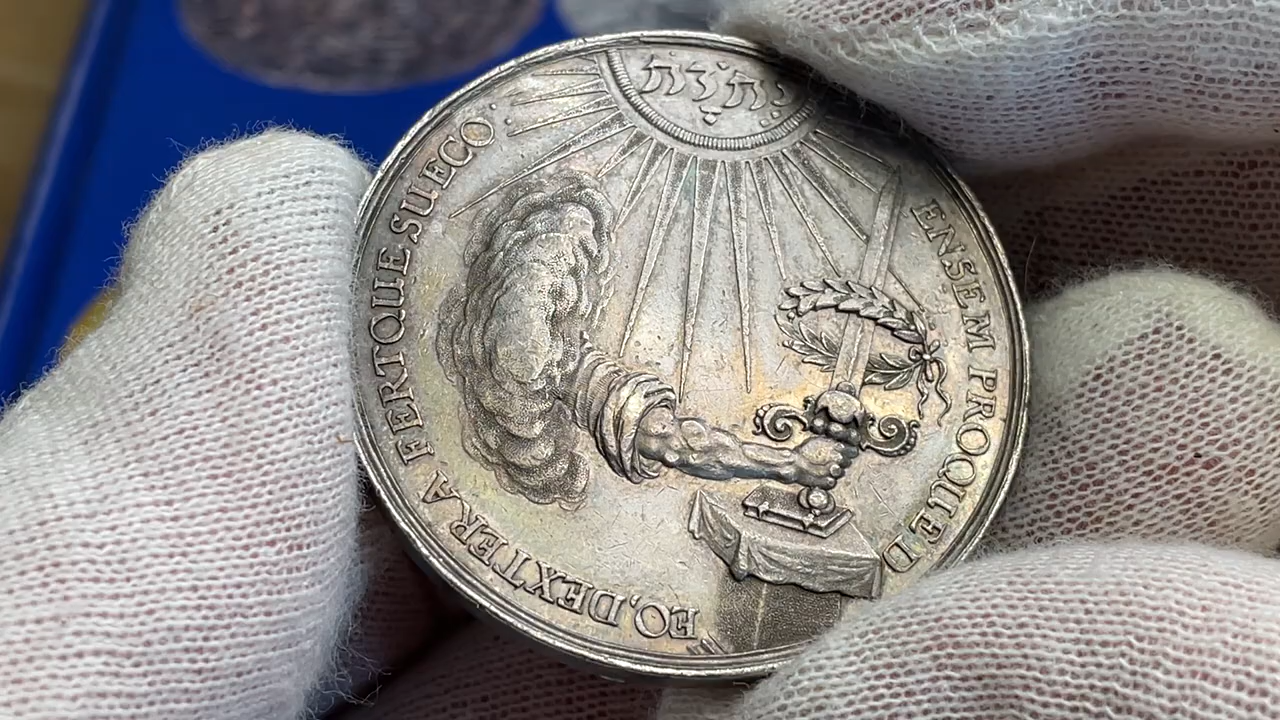 יהוה
ENSEM PROQUE D
EO, DEXTERA FERTQUE SUECO